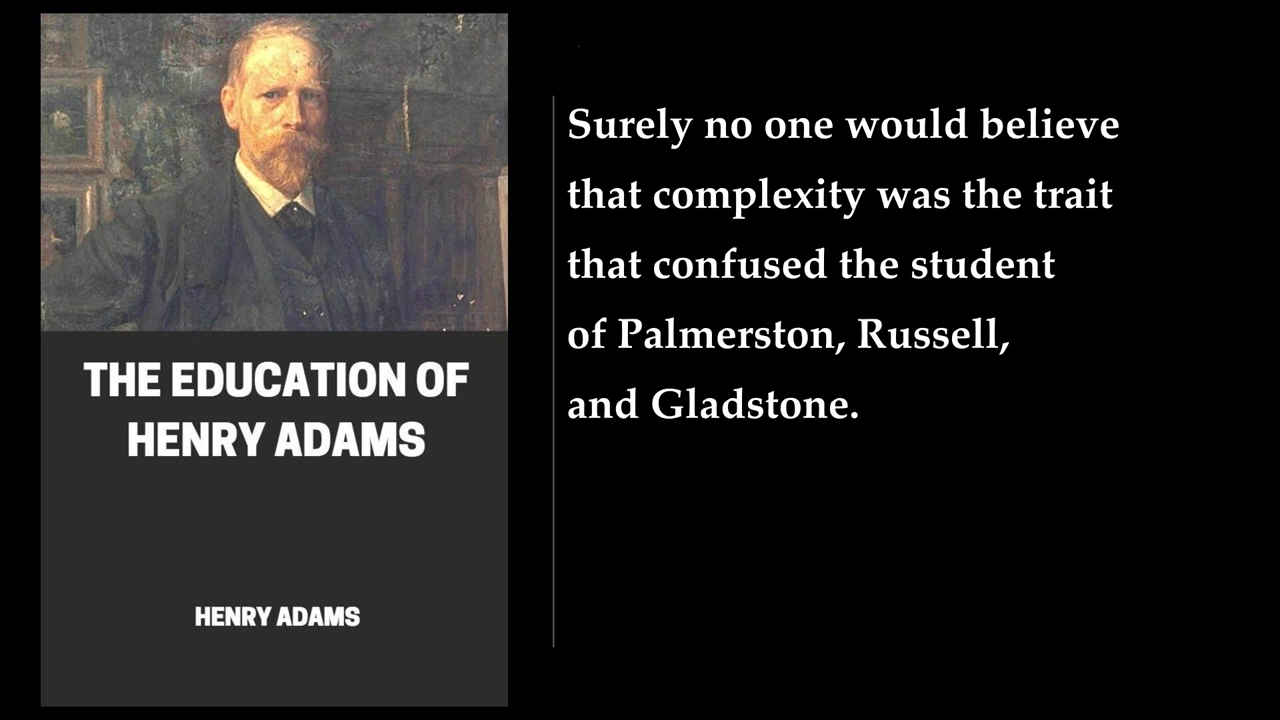 THE EDUCATION OF
HENRY ADAMS
HENRY ADAMS
Surely no one would believe
that complexity was the trait
that confused the student
of Palmerston, Russell,
and Gladstone.